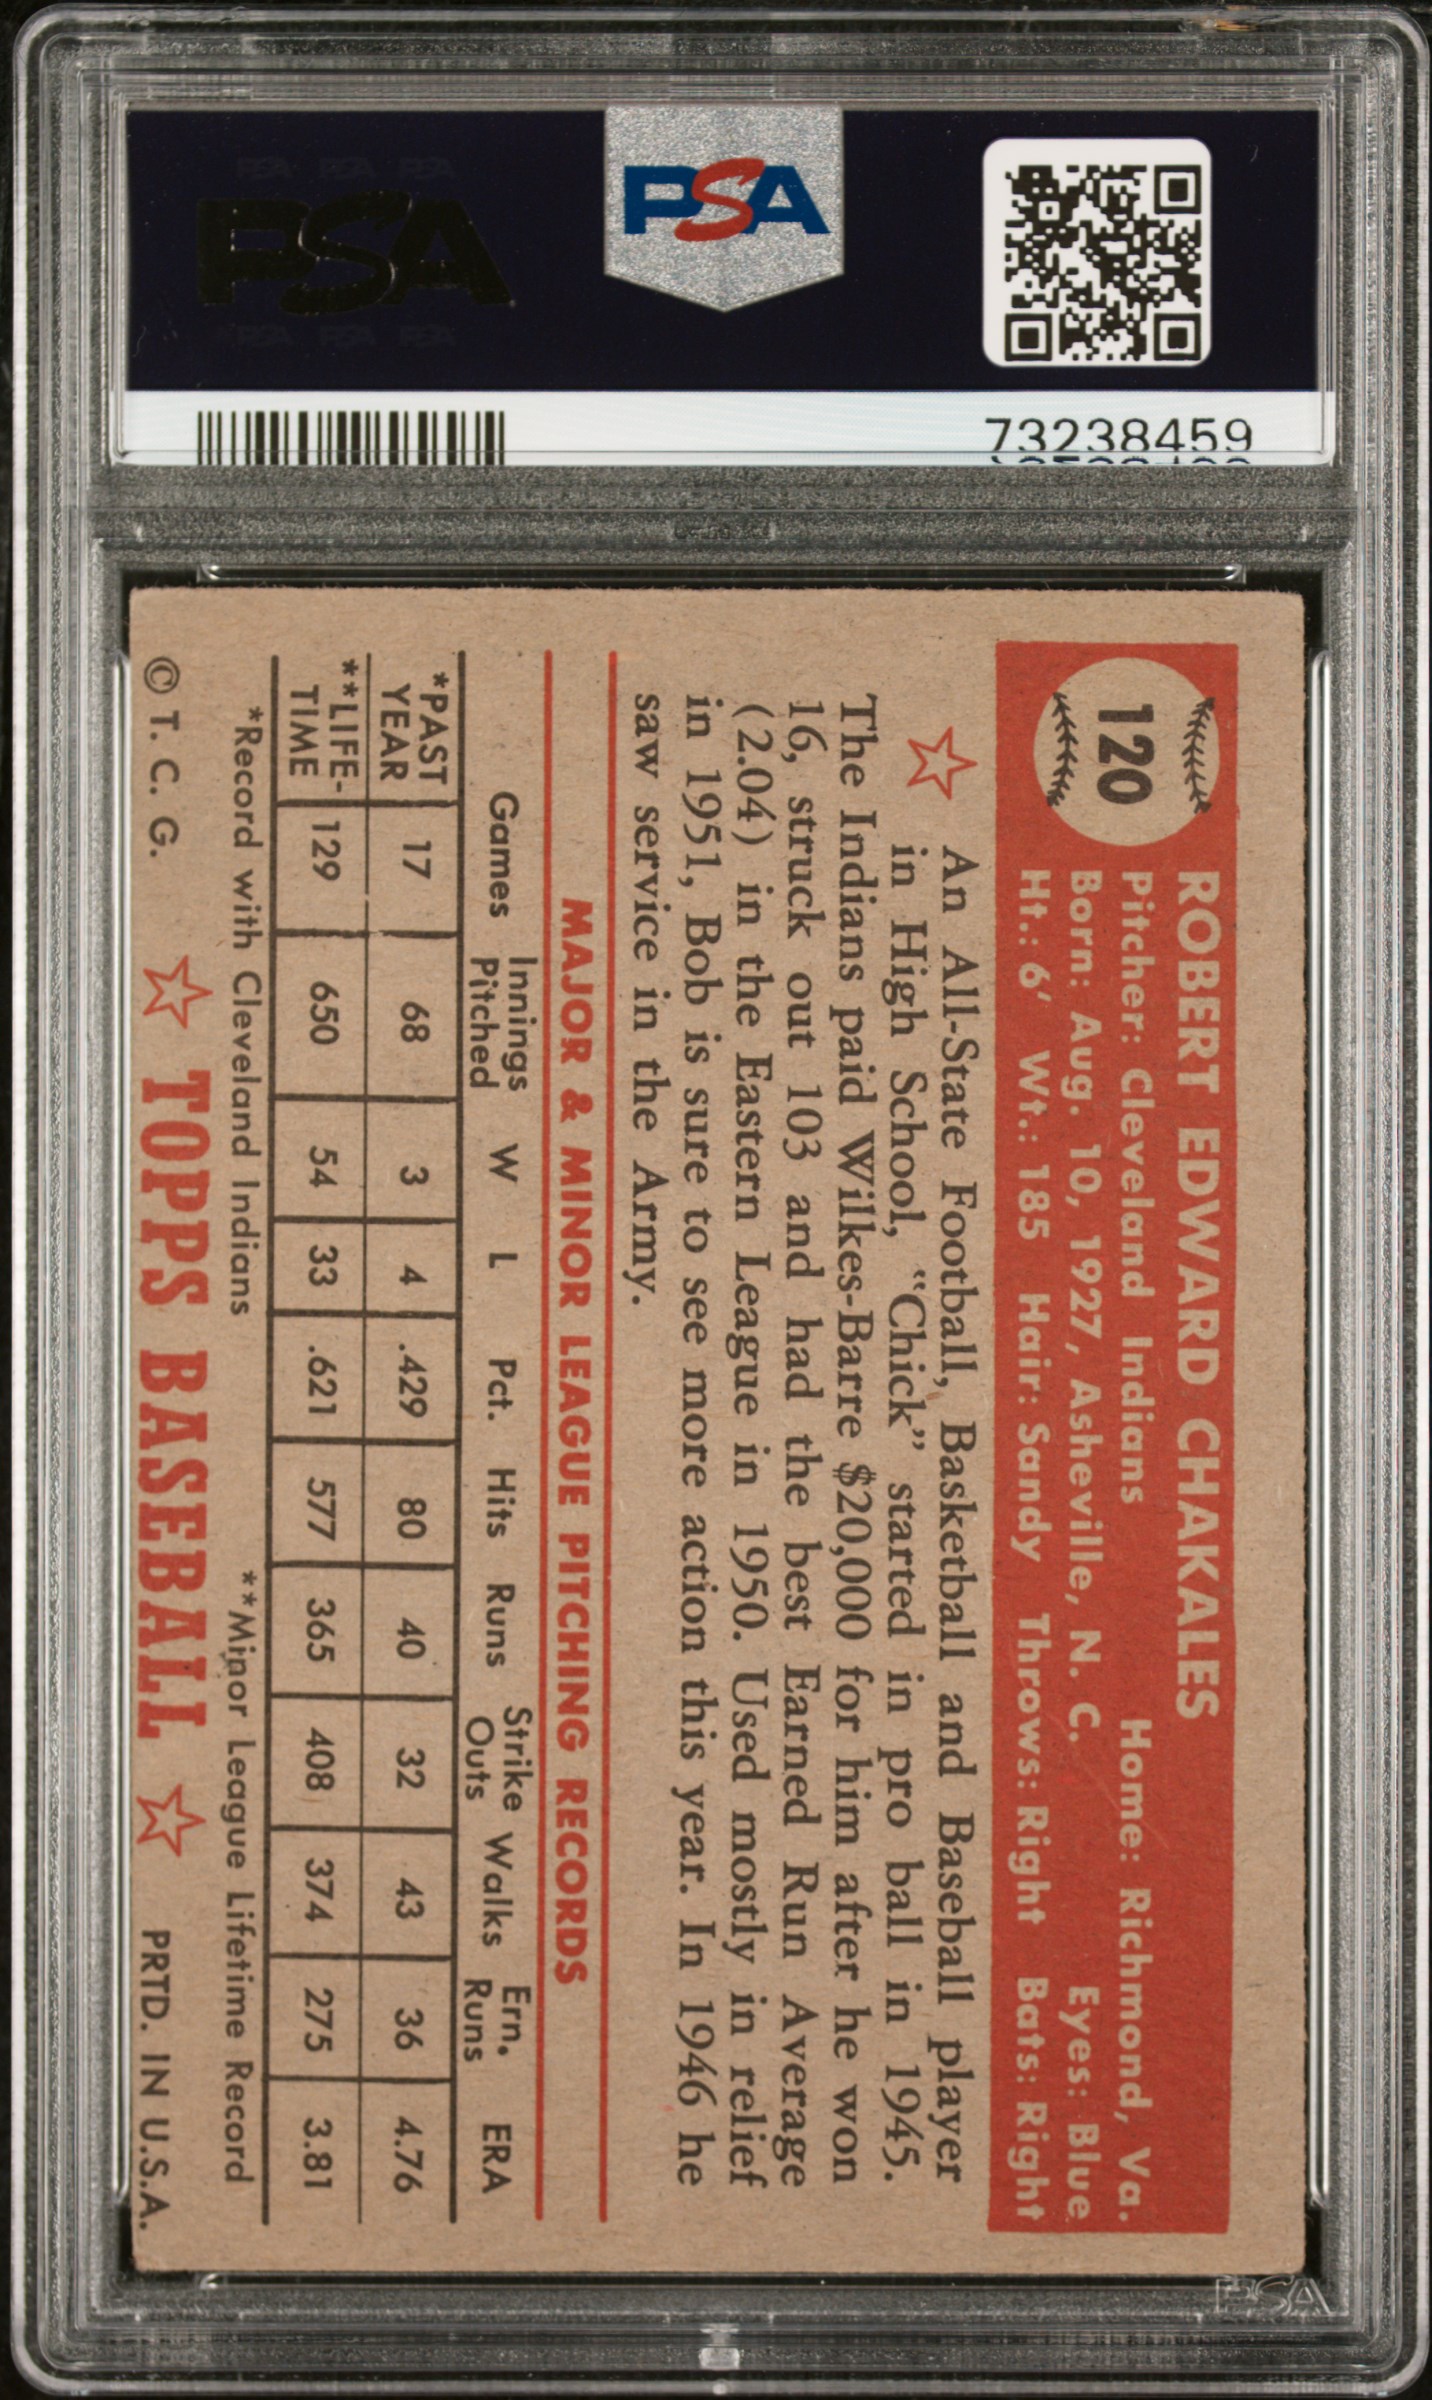 PSA
PSA
73238459
120
ROBERT EDWARD CHAKALES
Pitcher: Cleveland Indians Home: Richmond, Va.
Born: Aug. 10, 1927, Asheville, N. C. Eyes: Blue
Ht.: 6' Wt.: 185 Hair: Sandy Throws: Right Bats: Right
An All-State Football, Basketball and Baseball player
in High School, “Chick” started in pro ball in 1945.
The Indians paid Wilkes-Barre $20,000 for him after he won
16, struck out 103 and had the best Earned Run Average
(2.04) in the Eastern League in 1950. Used mostly in relief
in 1951, Bob is sure to see more action this year. In 1946 he
saw service in the Army.
MAJOR & MINOR LEAGUE PITCHING RECORDS
Games Innings Pitched W L Pct. Hits Runs Strike Outs Walks Ern. Runs ERA
*PAST YEAR 17 68 3 4 .429 80 40 32 43 36 4.76
**LIFE-TIME 129 650 54 33 .621 577 365 408 374 275 3.81
*Record with Cleveland Indians **Minor League Lifetime Record
© T. C. G. TOPPS BASEBALL PRTD. IN U.S.A.
PSA